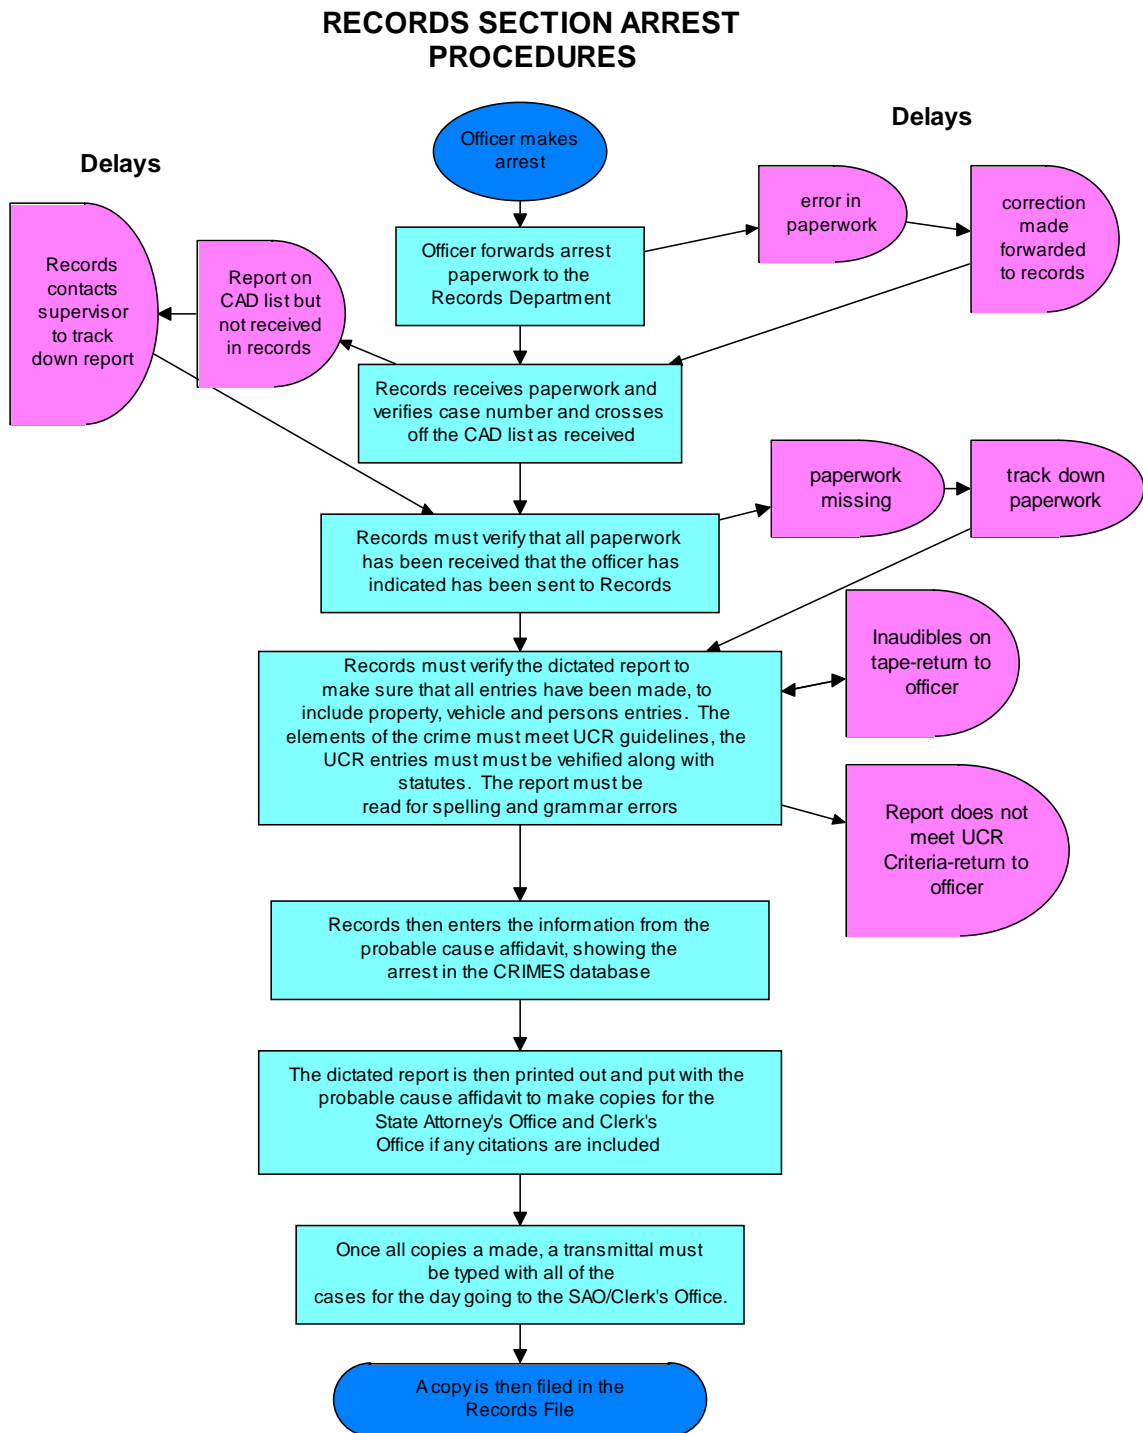 RECORDS SECTION ARREST
PROCEDURES
Delays
Delays
Officer makes
arrest
error in
paperwork
correction
made
forwarded
to records
Officer forwards arrest
paperwork to the
Records Department
Records
contacts
supervisor
to track
down report
Report on
CAD list but
not received
in records
Records receives paperwork and
verifies case number and crosses
off the CAD list as received
paperwork
missing
track down
paperwork
Records must verify that all paperwork
has been received that the officer has
indicated has been sent to Records
Inaudibles on
tape-return to
officer
Records must verify the dictated report to
make sure that all entries have been made, to
include property, vehicle and persons entries.  The
elements of the crime must meet UCR guidelines, the
UCR entries must must be vehified along with
statutes.  The report must be
read for spelling and grammar errors
Report does not
meet UCR
Criteria-return to
officer
Records then enters the information from the
probable cause affidavit, showing the
arrest in the CRIMES database
The dictated report is then printed out and put with the
probable cause affidavit to make copies for the
State Attorney's Office and Clerk's
Office if any citations are included
Once all copies a made, a transmittal must
be typed with all of the
cases for the day going to the SAO/Clerk's Office.
A copy is then filed in the
Records File